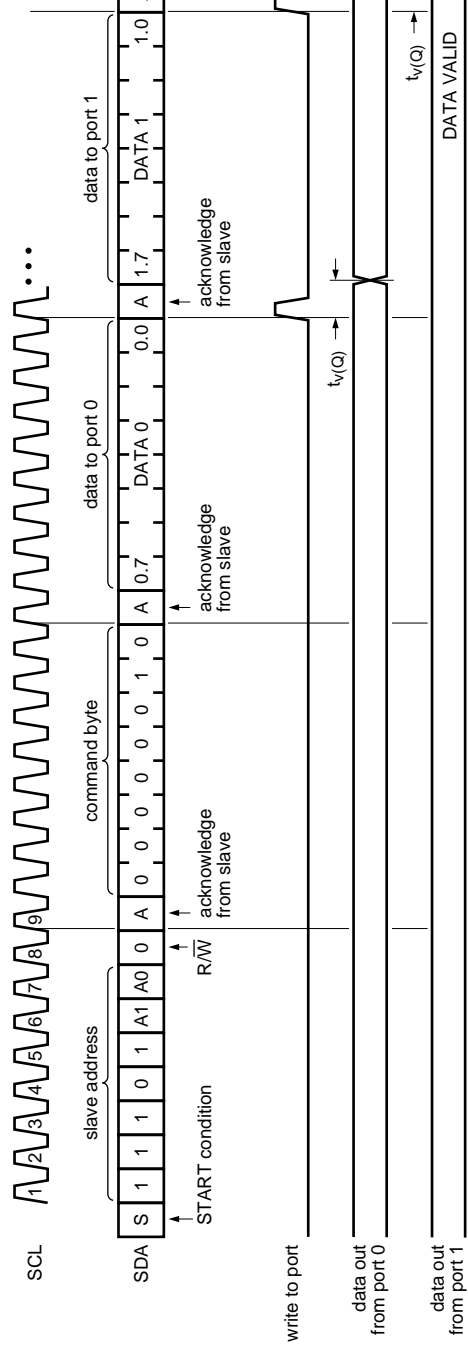 SCL 1 2 3 4 5 6 7 8 9 •••
slave address command byte data to port 0 data to port 1
SDA S 1 1 1 0 1 A1 A0 0 A 0 0 0 0 0 0 1 0 A 0.7 DATA 0 0.0 A 1.7 DATA 1 1.0
START condition R/W̅ acknowledge from slave acknowledge from slave acknowledge from slave
write to port
tv(Q)
data out
from port 0
tv(Q)
data out
from port 1
DATA VALID